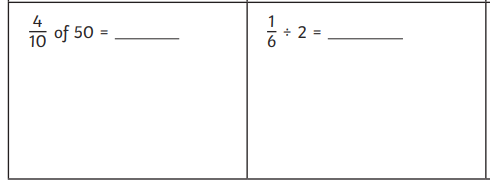 4/10 of 50 = ________
1/6 ÷ 2 = ________